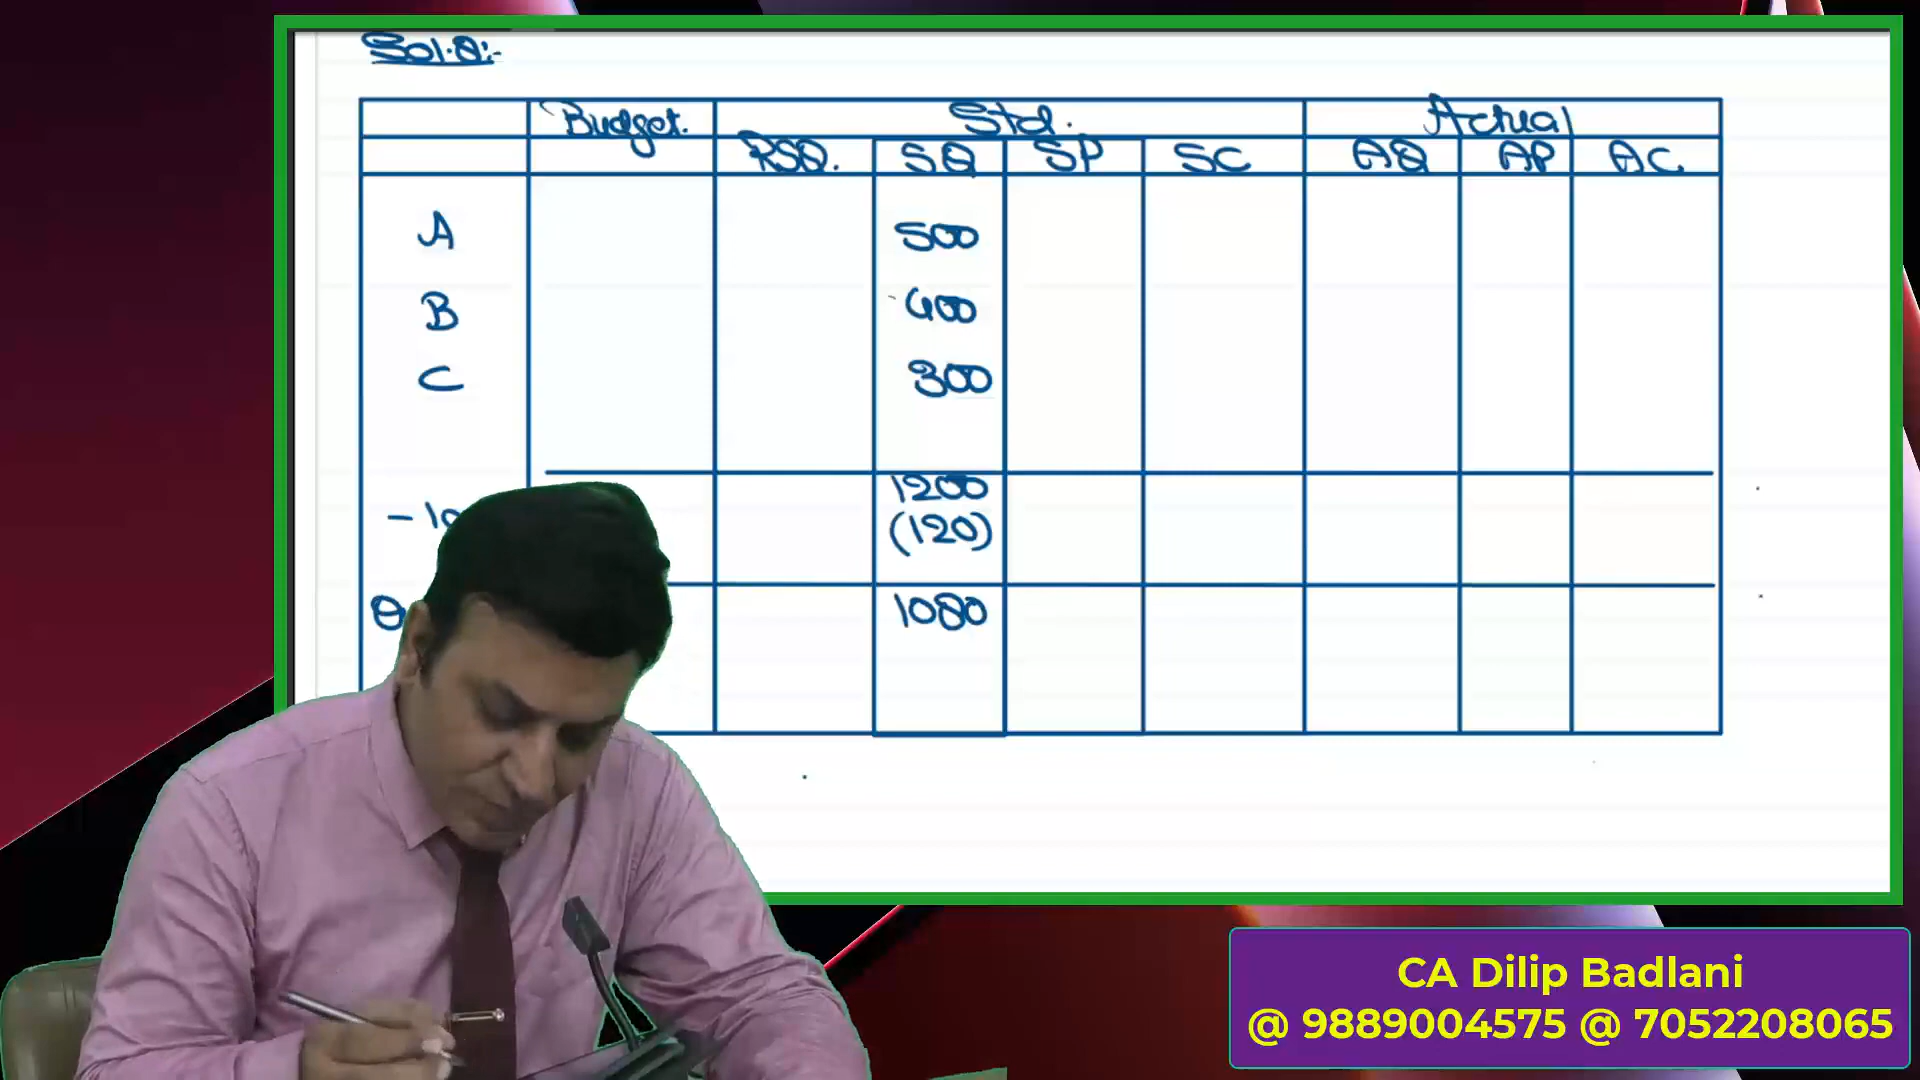 Sol.8:-
Budget. Std. Actual
RSQ. SQ SP SC AQ AP AC
A 500
B 400
C 300
1200
-10 (120)
1080
CA Dilip Badlani
@ 9889004575 @ 7052208065